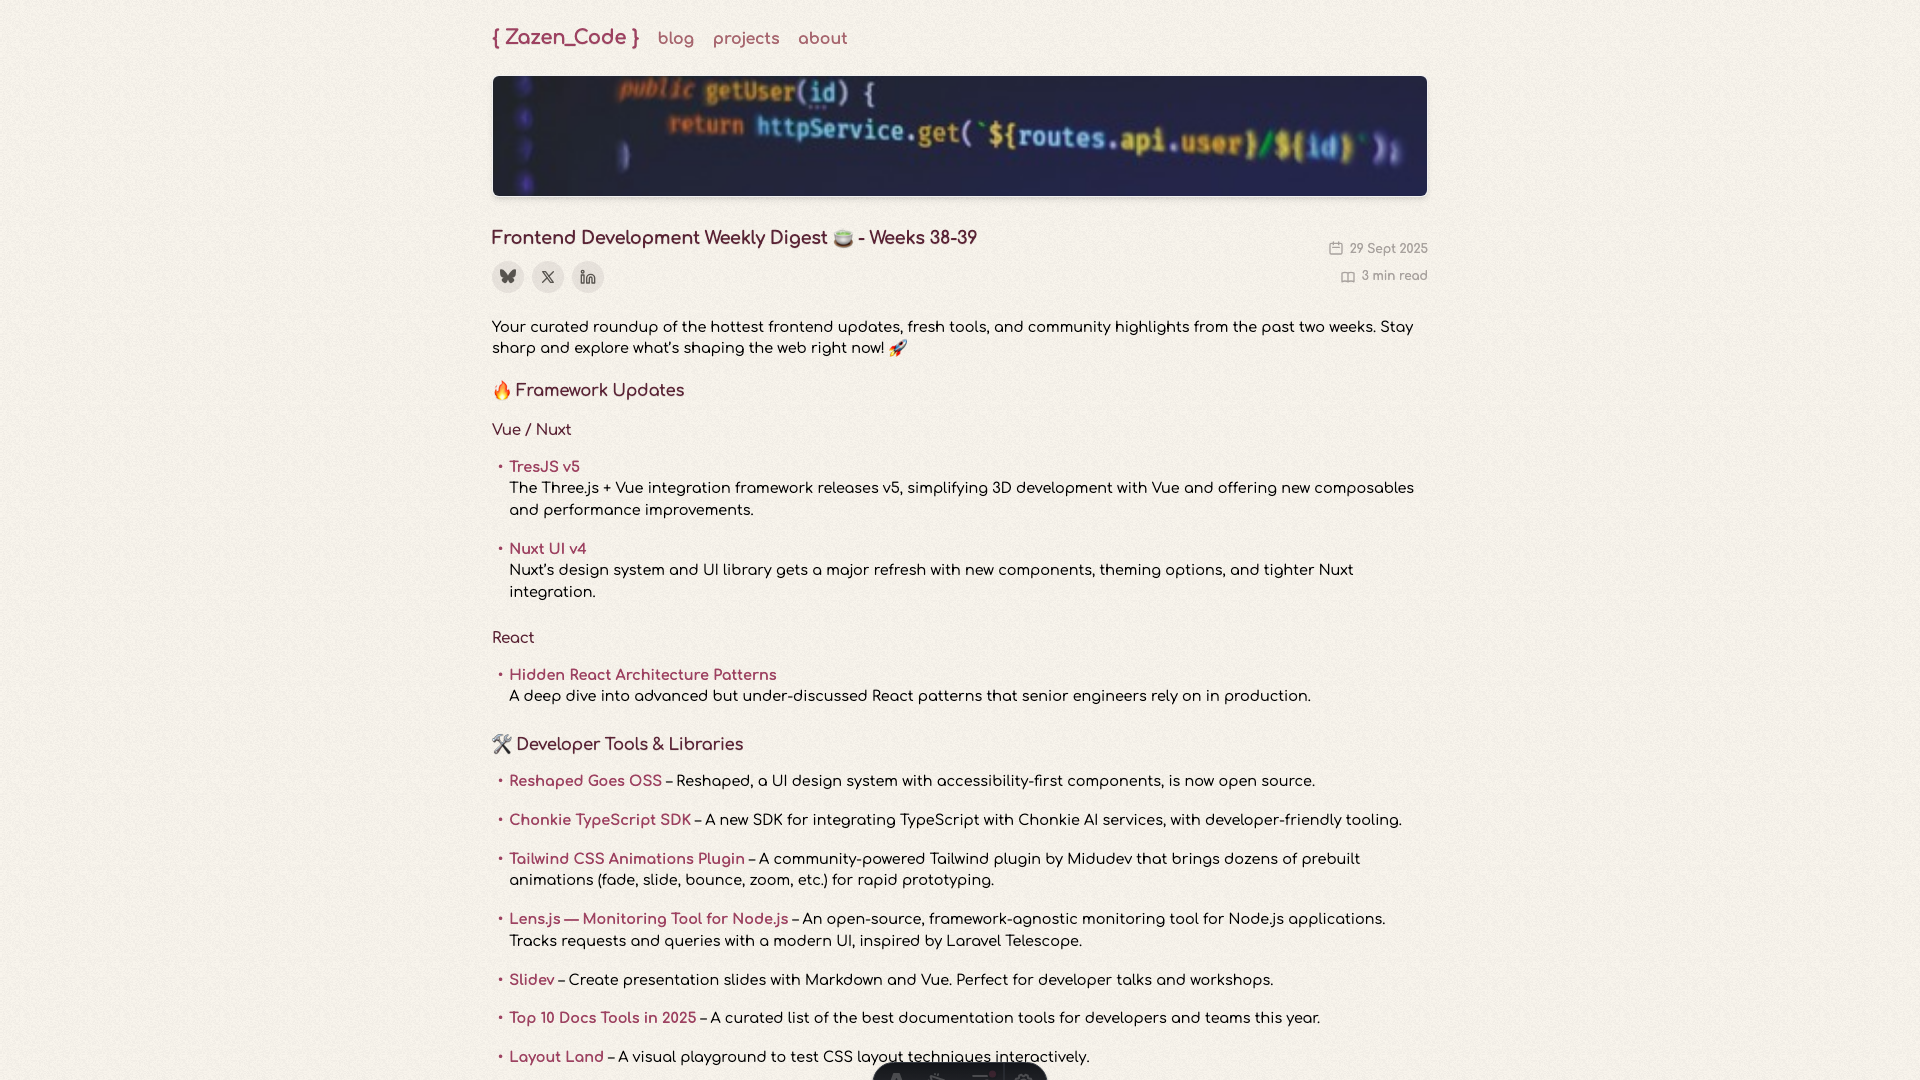 { Zazen_Code } blog projects about
public getUser(id) {
return httpService.get(`${routes.api.user}/${id}`);
}
Frontend Development Weekly Digest 🍵 - Weeks 38-39
29 Sept 2025
3 min read
Your curated roundup of the hottest frontend updates, fresh tools, and community highlights from the past two weeks. Stay
sharp and explore what's shaping the web right now! 🚀
🔥 Framework Updates
Vue / Nuxt
• TresJS v5
The Three.js + Vue integration framework releases v5, simplifying 3D development with Vue and offering new composables
and performance improvements.
• Nuxt UI v4
Nuxt's design system and UI library gets a major refresh with new components, theming options, and tighter Nuxt
integration.
React
• Hidden React Architecture Patterns
A deep dive into advanced but under-discussed React patterns that senior engineers rely on in production.
🛠️ Developer Tools & Libraries
• Reshaped Goes OSS – Reshaped, a UI design system with accessibility-first components, is now open source.
• Chonkie TypeScript SDK – A new SDK for integrating TypeScript with Chonkie AI services, with developer-friendly tooling.
• Tailwind CSS Animations Plugin – A community-powered Tailwind plugin by Midudev that brings dozens of prebuilt
animations (fade, slide, bounce, zoom, etc.) for rapid prototyping.
• Lens.js — Monitoring Tool for Node.js – An open-source, framework-agnostic monitoring tool for Node.js applications.
Tracks requests and queries with a modern UI, inspired by Laravel Telescope.
• Slidev – Create presentation slides with Markdown and Vue. Perfect for developer talks and workshops.
• Top 10 Docs Tools in 2025 – A curated list of the best documentation tools for developers and teams this year.
• Layout Land – A visual playground to test CSS layout techniques interactively.